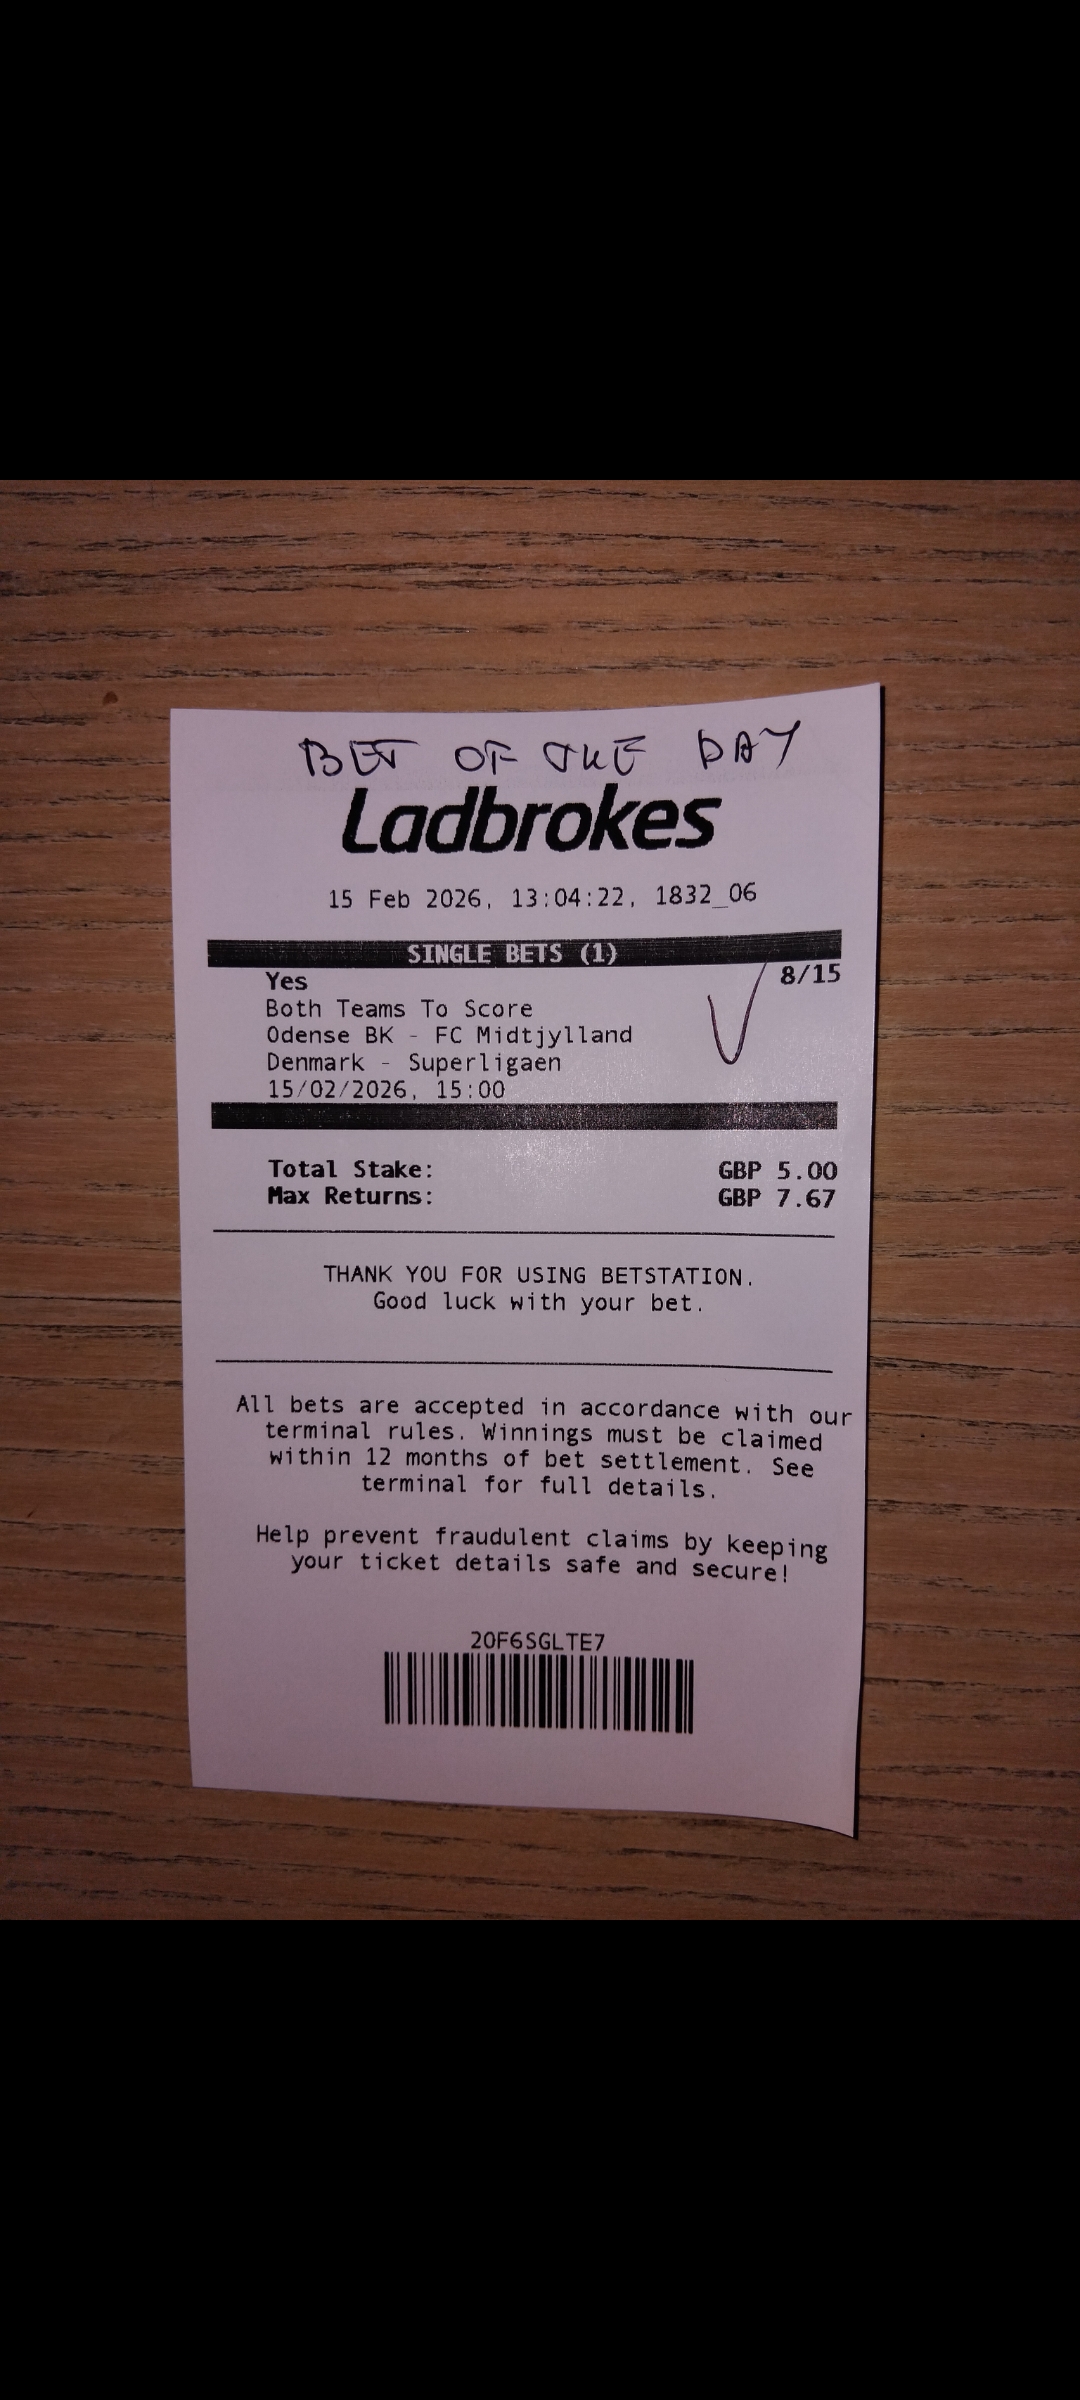 BET OF THE DAY
Ladbrokes
15 Feb 2026, 13:04:22, 1832_06
SINGLE BETS (1)
Yes 8/15
Both Teams To Score
Odense BK - FC Midtjylland
Denmark - Superligaen
15/02/2026, 15:00
Total Stake: GBP 5.00
Max Returns: GBP 7.67
THANK YOU FOR USING BETSTATION.
Good luck with your bet.
All bets are accepted in accordance with our
terminal rules. Winnings must be claimed
within 12 months of bet settlement. See
terminal for full details.
Help prevent fraudulent claims by keeping
your ticket details safe and secure!
20F6SGLTE7